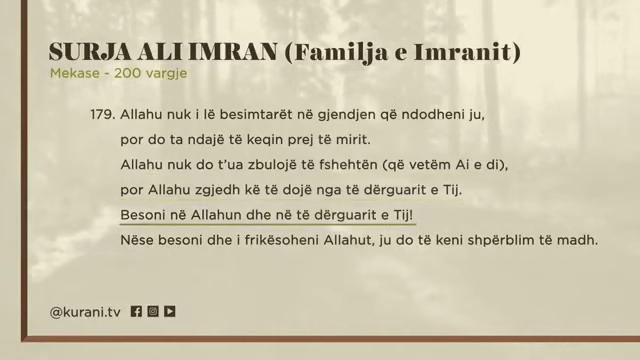 SURJA ALI IMRAN (Familja e Imranit)
Mekase - 200 vargje
179. Allahu nuk i lë besimtarët në gjendjen që ndodheni ju,
por do ta ndajë të keqin prej të mirit.
Allahu nuk do t'ua zbulojë të fshehtën (që vetëm Ai e di),
por Allahu zgjedh kë të dojë nga të dërguarit e Tij.
Besoni në Allahun dhe në të dërguarit e Tij!
Nëse besoni dhe i frikësoheni Allahut, ju do të keni shpërblim të madh.
@kurani.tv